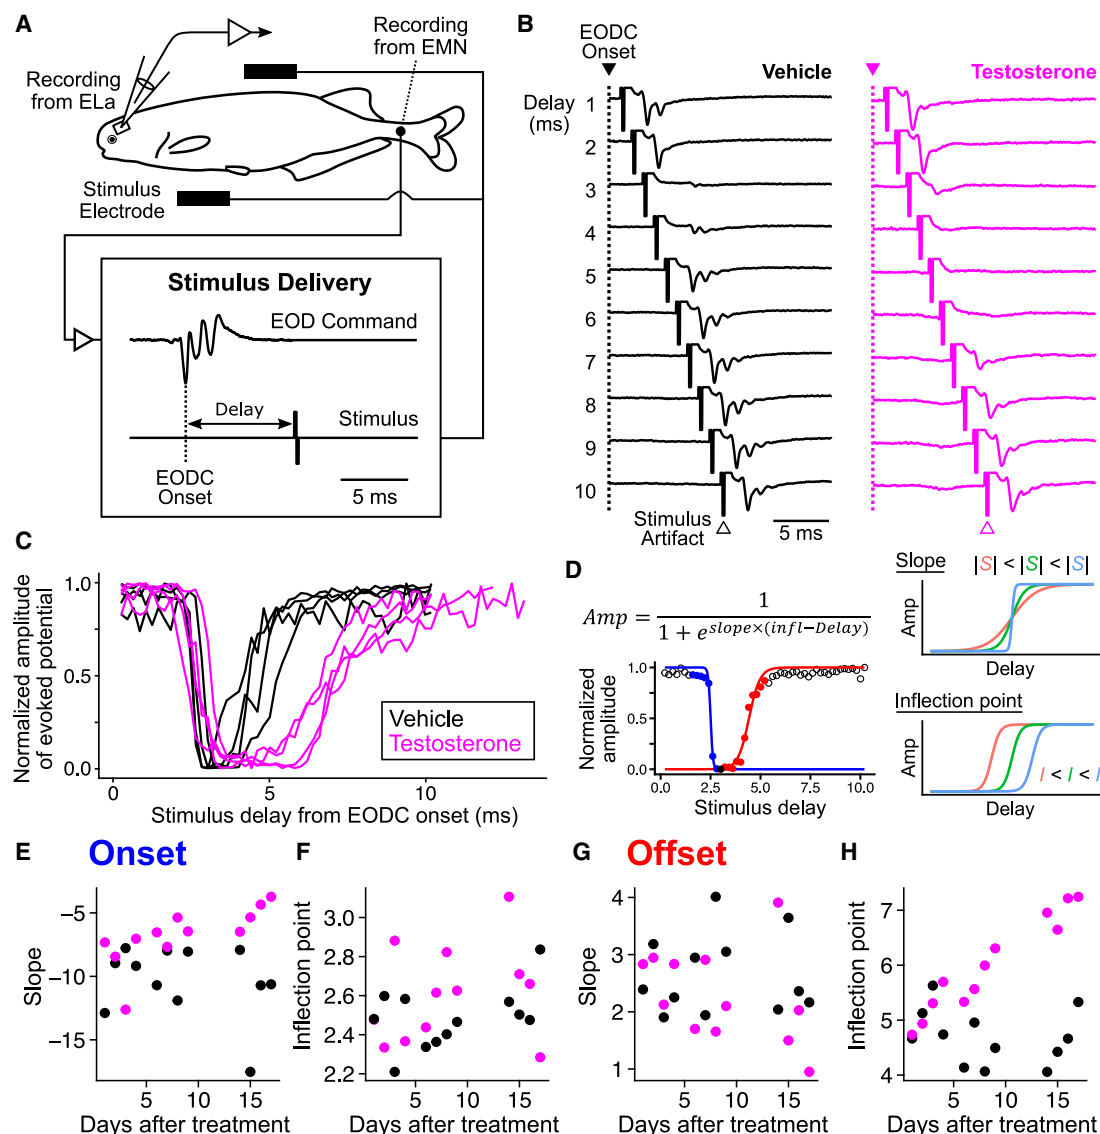 A
Recording
from EMN
Recording
from ELa
Stimulus
Electrode
Stimulus Delivery
EOD Command
Delay
Stimulus
EODC
Onset
5 ms
B
EODC
Onset
Vehicle
Testosterone
Delay
(ms)
1
2
3
4
5
6
7
8
9
10
Stimulus
Artifact
5 ms
C
Normalized amplitude
of evoked potential
1.0
0.5
0.0
Vehicle
Testosterone
0
5
10
Stimulus delay from EODC onset (ms)
D
Amp = 1 / 1 + e^slope×(infl−Delay)
Normalized
amplitude
1.0
0.5
0.0
0.0
2.5
5.0
7.5
10.0
Stimulus delay
Slope
|S| < |S| < |S|
Amp
Delay
Inflection point
Amp
I < I < I
Delay
E
Onset
Slope
−5
−10
−15
5
10
15
Days after treatment
F
Inflection point
3.0
2.8
2.6
2.4
2.2
5
10
15
Days after treatment
G
Offset
Slope
4
3
2
1
5
10
15
Days after treatment
H
Inflection point
7
6
5
4
5
10
15
Days after treatment